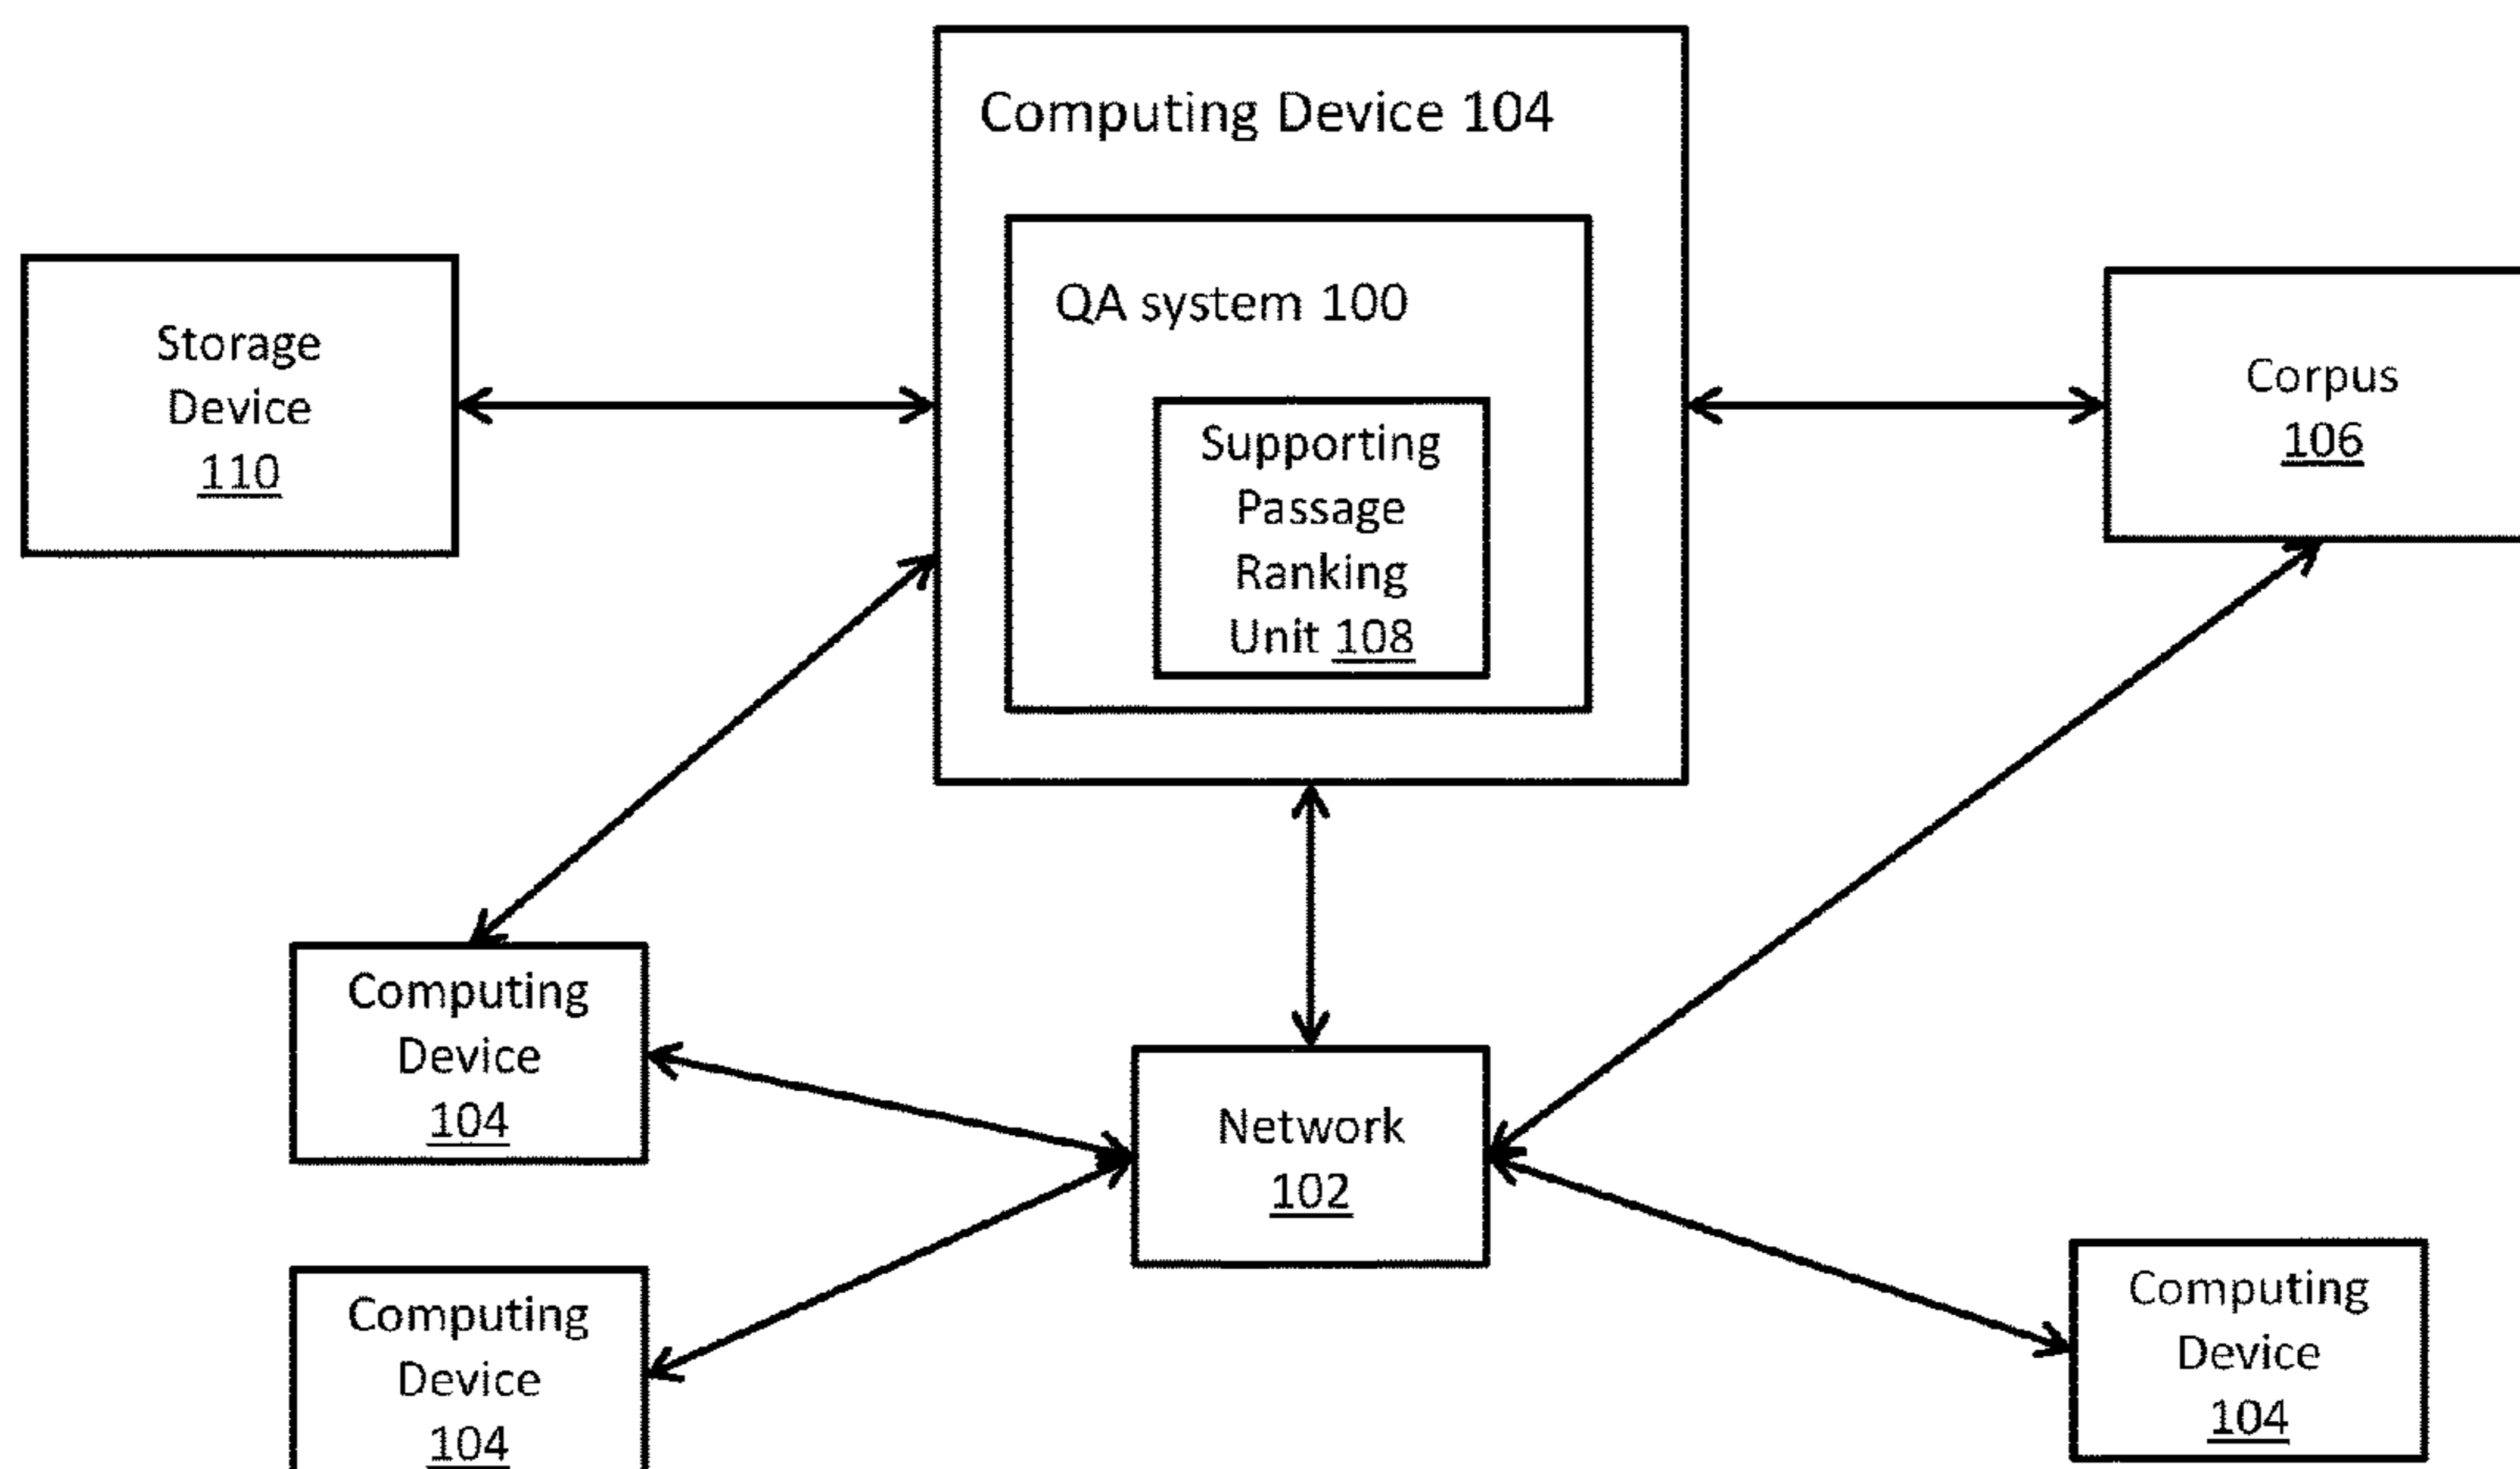 Computing Device 104
QA system 100
Supporting
Passage
Ranking
Unit 108
Storage
Device
110
Corpus
106
Computing
Device
104
Network
102
Computing
Device
104
Computing
Device
104